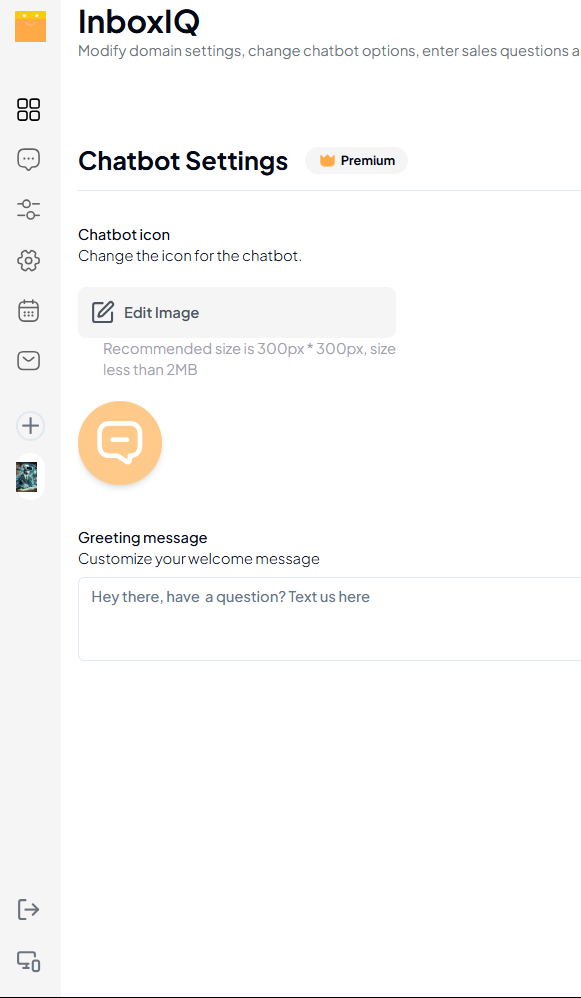 InboxIQ
Modify domain settings, change chatbot options, enter sales questions a
Chatbot Settings
Premium
Chatbot icon
Change the icon for the chatbot.
Edit Image
Recommended size is 300px * 300px, size
less than 2MB
Greeting message
Customize your welcome message
Hey there, have a question? Text us here